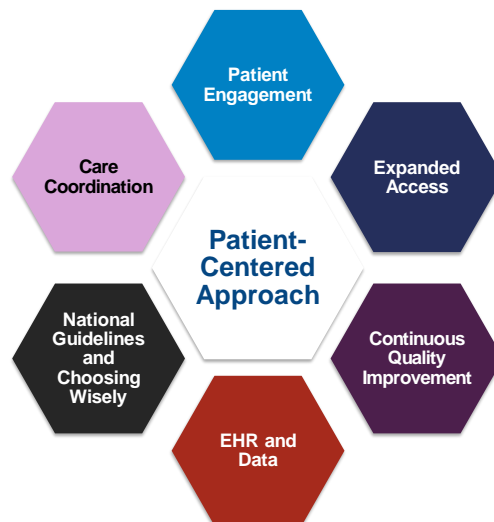 Patient
Engagement
Care
Coordination
Expanded
Access
Patient-
Centered
Approach
National
Guidelines
and
Choosing
Wisely
Continuous
Quality
Improvement
EHR and
Data